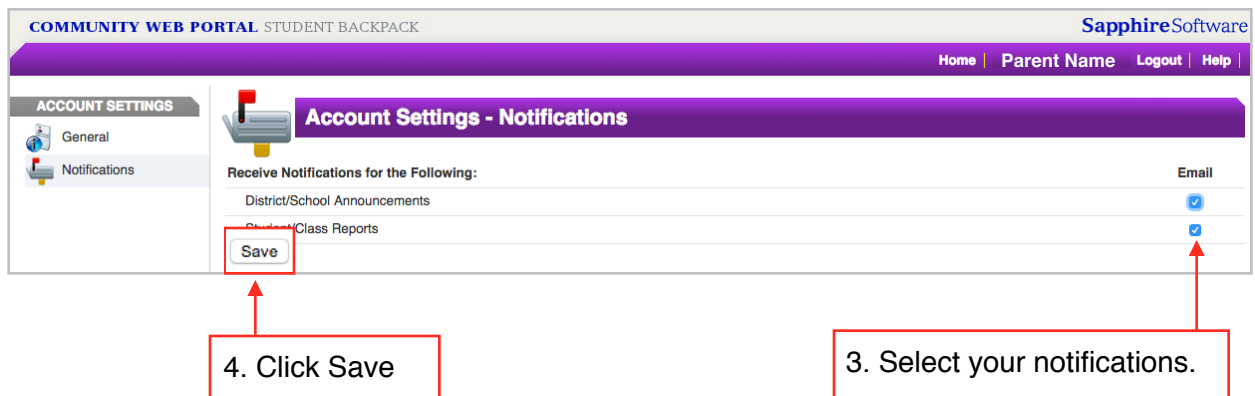 COMMUNITY WEB PORTAL STUDENT BACKPACK SapphireSoftware
Home | Parent Name Logout | Help |
ACCOUNT SETTINGS
General
Notifications
Account Settings - Notifications
Receive Notifications for the Following: Email
District/School Announcements
Student/Class Reports
Save
4. Click Save
3. Select your notifications.